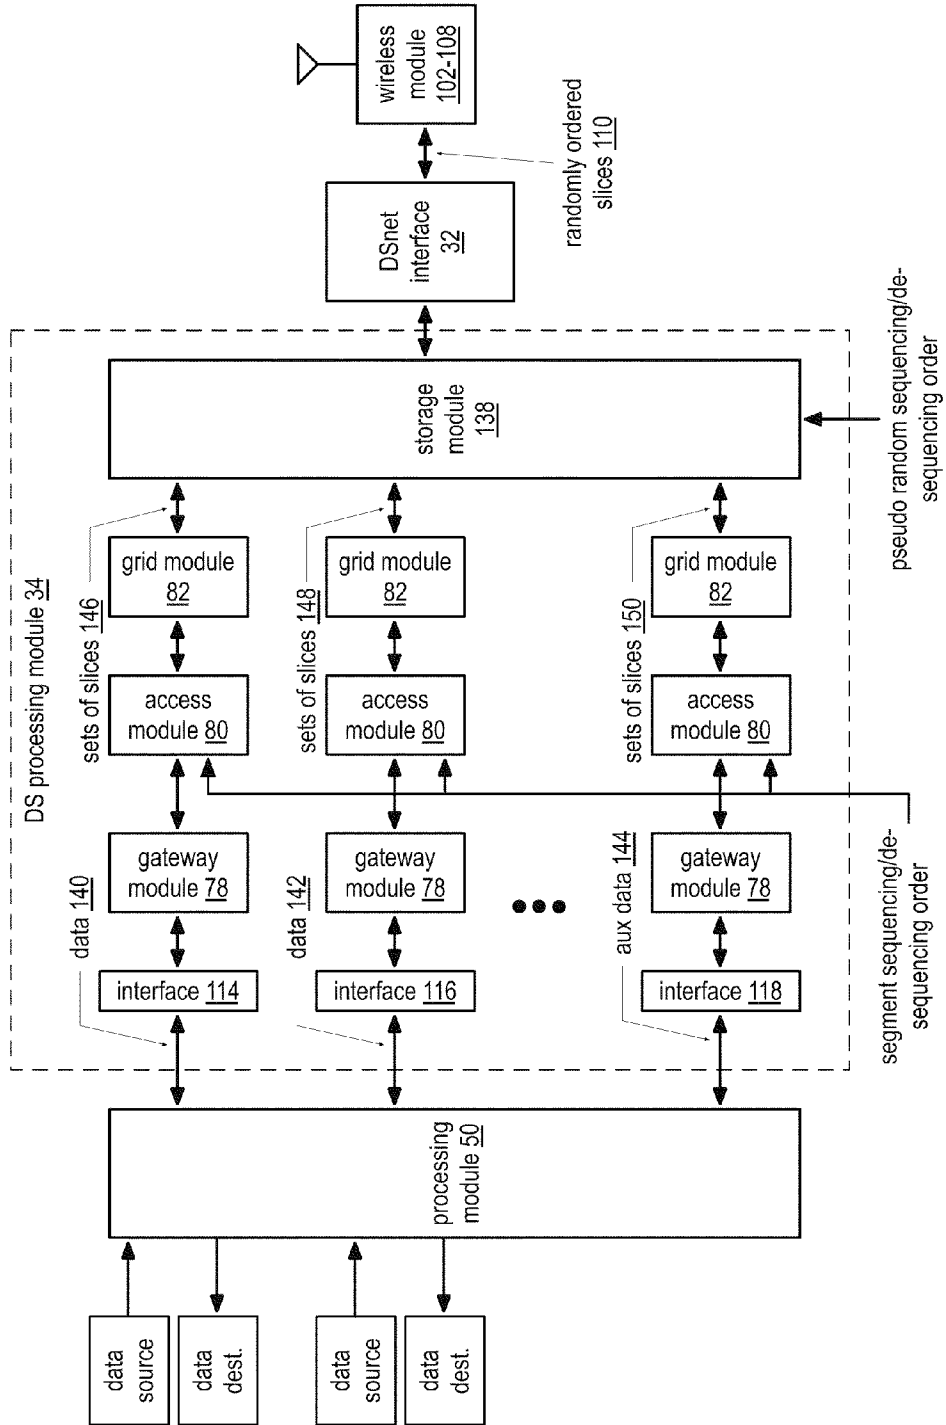 data
source
data
dest.
data
source
data
dest.
processing
module 50
DS processing module 34
data 140
interface 114
gateway
module 78
access
module 80
sets of slices 146
grid module
82
data 142
interface 116
gateway
module 78
access
module 80
sets of slices 148
grid module
82
aux data 144
interface 118
gateway
module 78
access
module 80
sets of slices 150
grid module
82
segment sequencing/de-
sequencing order
storage
module
138
pseudo random sequencing/de-
sequencing order
DSnet
interface
32
randomly ordered
slices 110
wireless
module
102-108